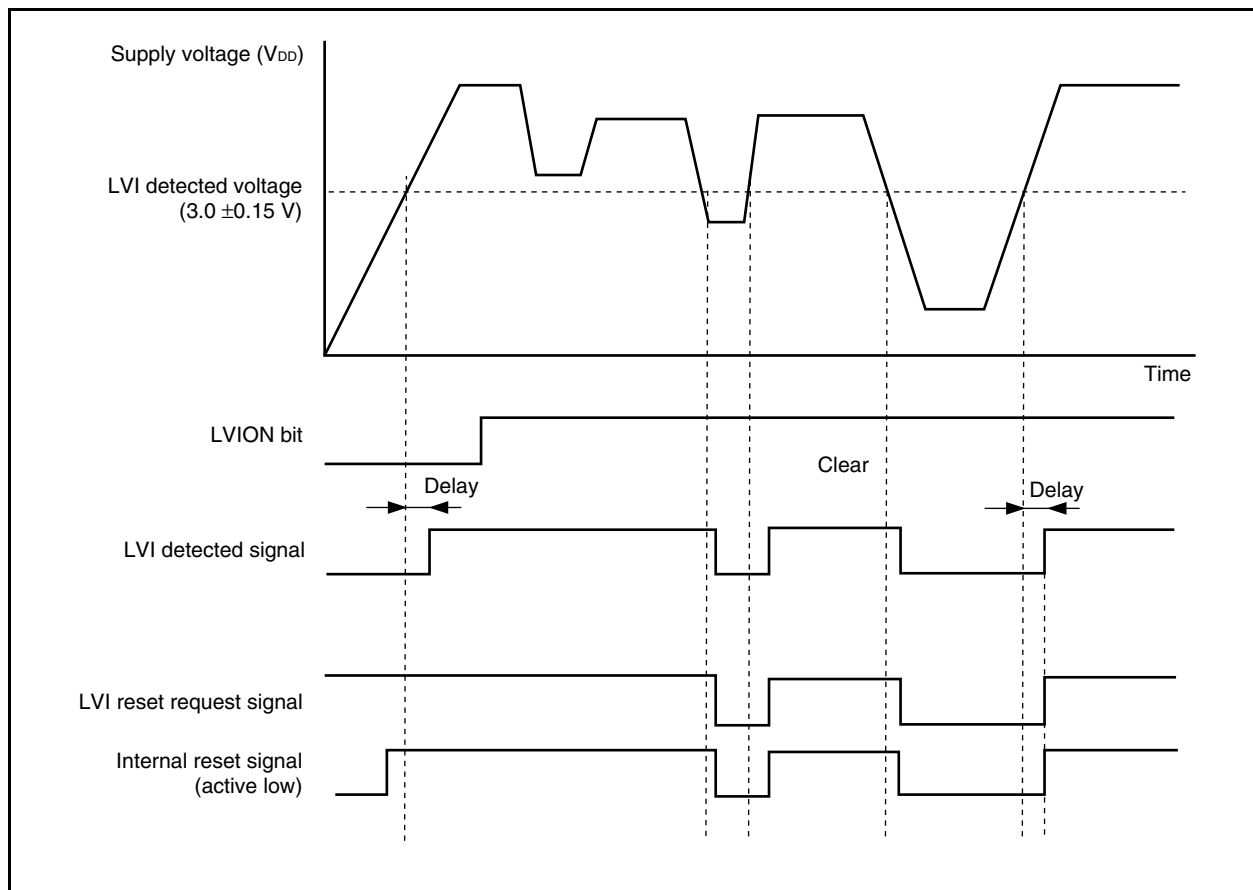 Supply voltage (VDD)
LVI detected voltage
(3.0 ±0.15 V)
Time
LVION bit
Clear
Delay
Delay
LVI detected signal
LVI reset request signal
Internal reset signal
(active low)